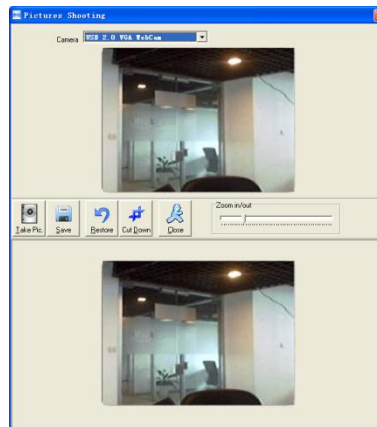 Pictures Shooting
Camera USB 2.0 VGA WebCam
Zoom in/out
Take Pic. Save Restore Cut Down Close